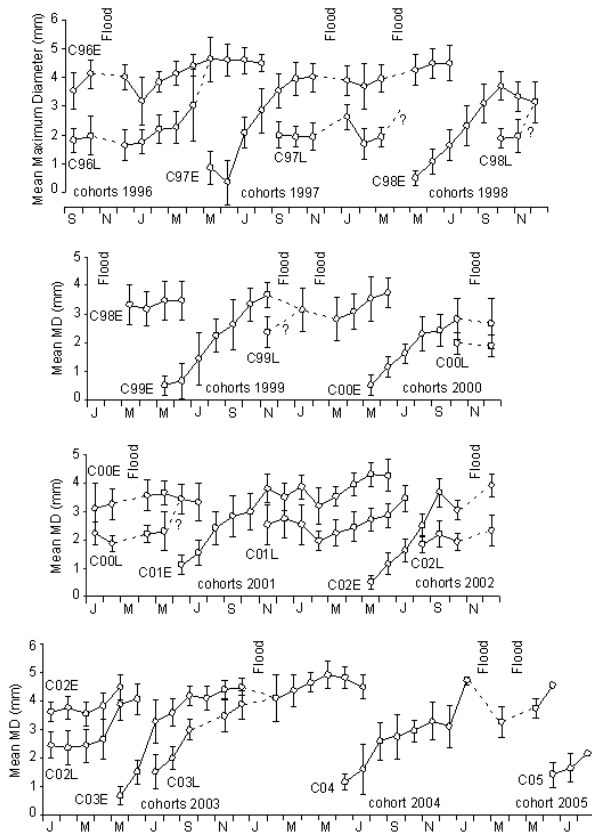 Flood Flood Flood
Mean Maximum Diameter (mm)
6
5
4
3
2
1
0
C96E
C96L
C97E
C97L
?
C98E
C98L
?
cohorts 1996
cohorts 1997
cohorts 1998
S N J M M J S N J M M J S N
Flood Flood Flood Flood
Mean MD (mm)
5
4
3
2
1
0
C98E
C99E
C99L
?
C00E
C00L
cohorts 1999
cohorts 2000
J M M J S N J M M J S N
Flood Flood
Mean MD (mm)
5
4
3
2
1
0
C00E
C00L
?
C01E
C01L
C02E
C02L
cohorts 2001
cohorts 2002
J M M J S N J M M J S N
Flood Flood Flood
Mean MD (mm)
6
5
4
3
2
1
0
C02E
C02L
C03E
C03L
C04
C05
cohorts 2003
cohort 2004
cohort 2005
J M M J S N J M M J S N J M M J